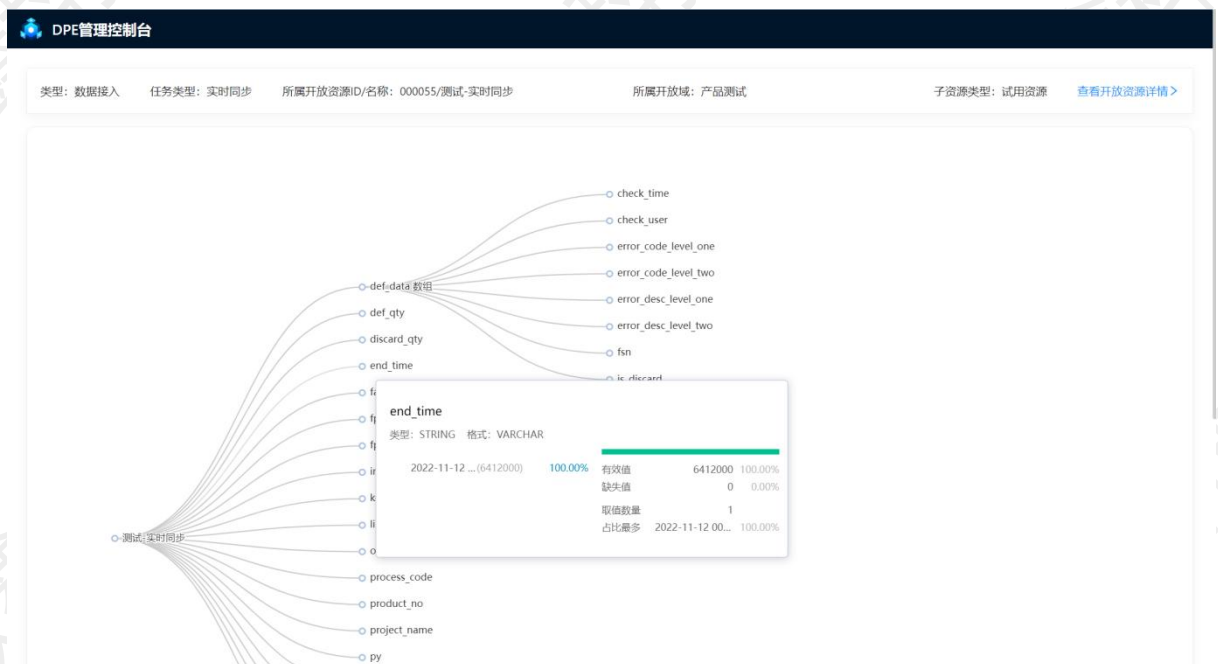 DPE管理控制台
类型：数据接入 任务类型：实时同步 所属开放资源ID/名称：000055/测试-实时同步 所属开放域：产品测试 子资源类型：试用资源 查看开放资源详情>
check_time
check_user
error_code_level_one
error_code_level_two
def_data 数组
error_desc_level_one
def_qty
error_desc_level_two
discard_qty
fsn
end_time
is_discard
end_time
类型：STRING 格式：VARCHAR
2022-11-12 ...(6412000) 100.00%
有效值 6412000 100.00%
缺失值 0 0.00%
取值数量 1
占比最多 2022-11-12 00... 100.00%
测试-实时同步
process_code
product_no
project_name
py